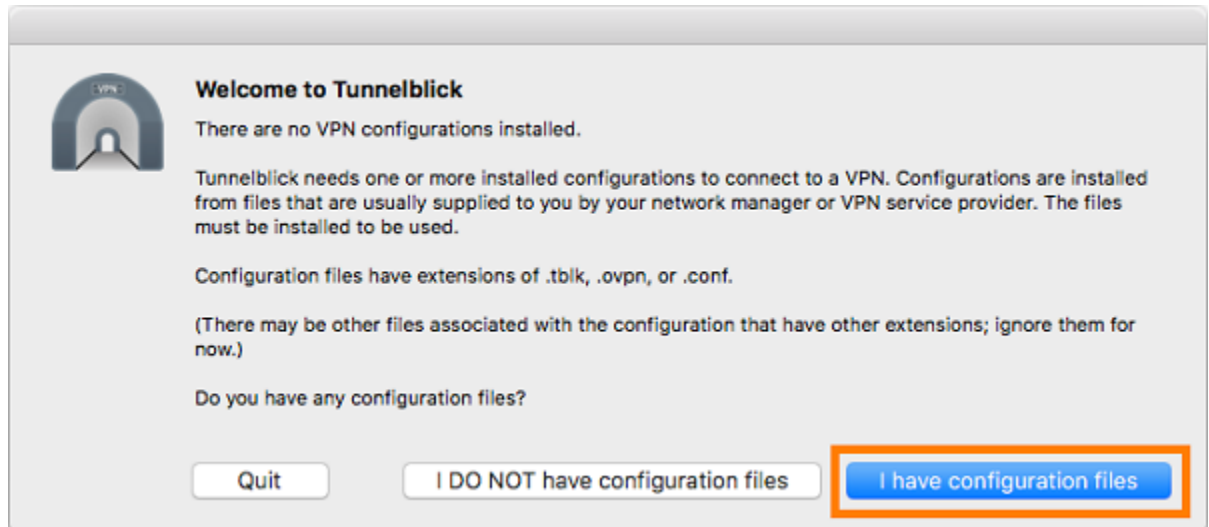 VPN
Welcome to Tunnelblick
There are no VPN configurations installed.
Tunnelblick needs one or more installed configurations to connect to a VPN. Configurations are installed
from files that are usually supplied to you by your network manager or VPN service provider. The files
must be installed to be used.
Configuration files have extensions of .tblk, .ovpn, or .conf.
(There may be other files associated with the configuration that have other extensions; ignore them for
now.)
Do you have any configuration files?
Quit
I DO NOT have configuration files
I have configuration files